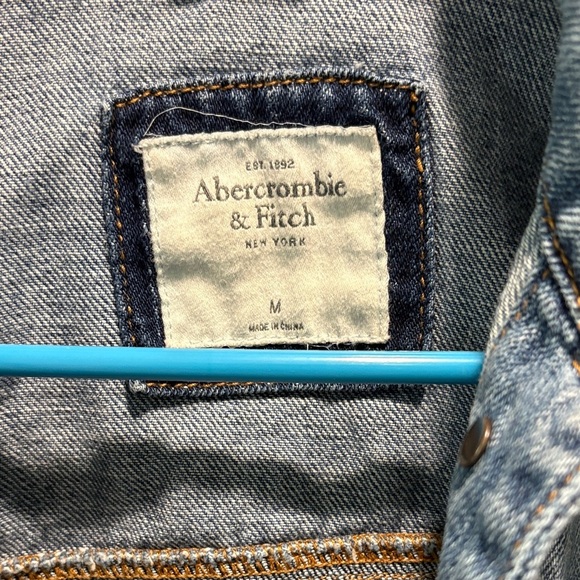 EST. 1892
Abercrombie
& Fitch
NEW YORK
M
MADE IN CHINA